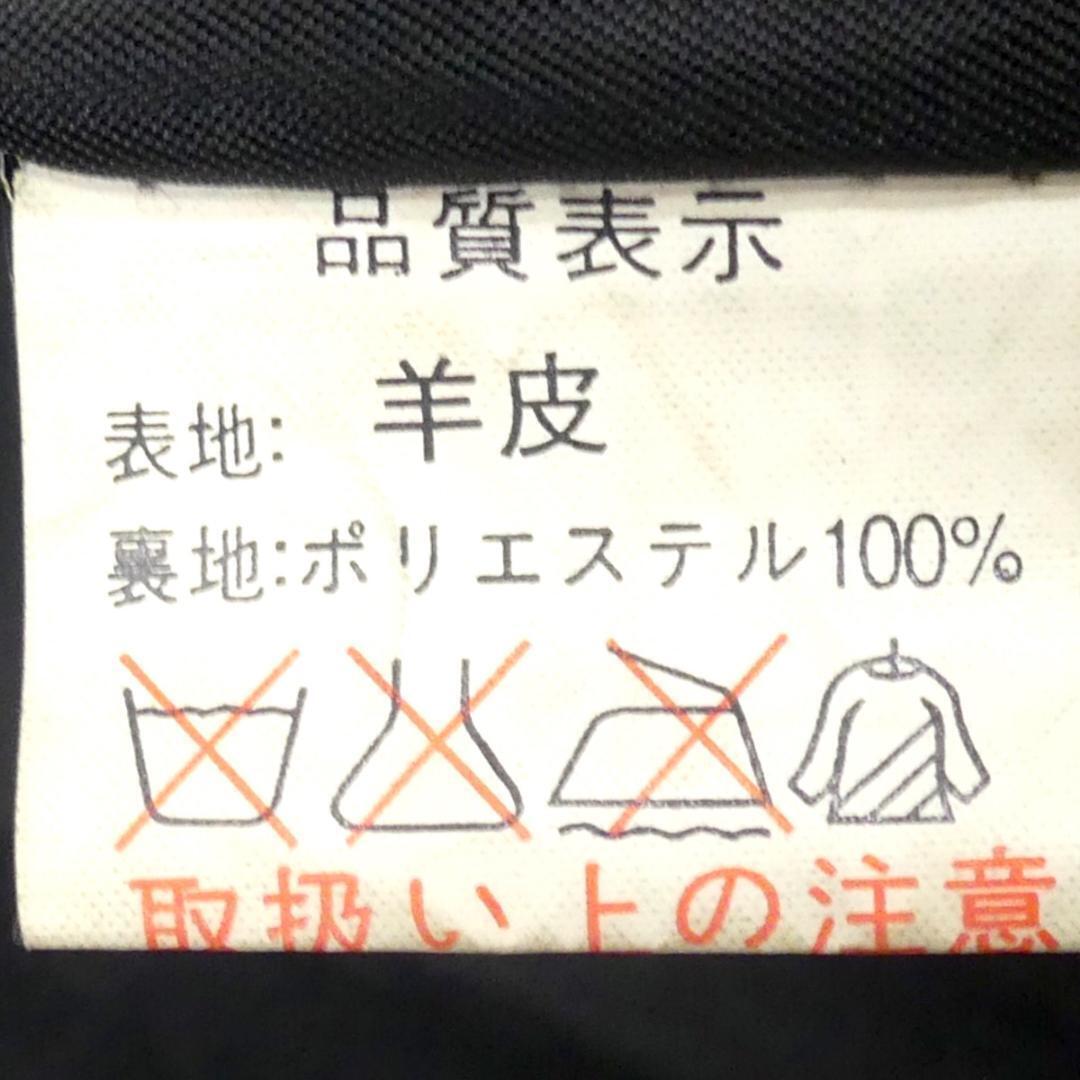 品質表示
表地: 羊皮
裏地:ポリエステル100%
取扱い上の注意